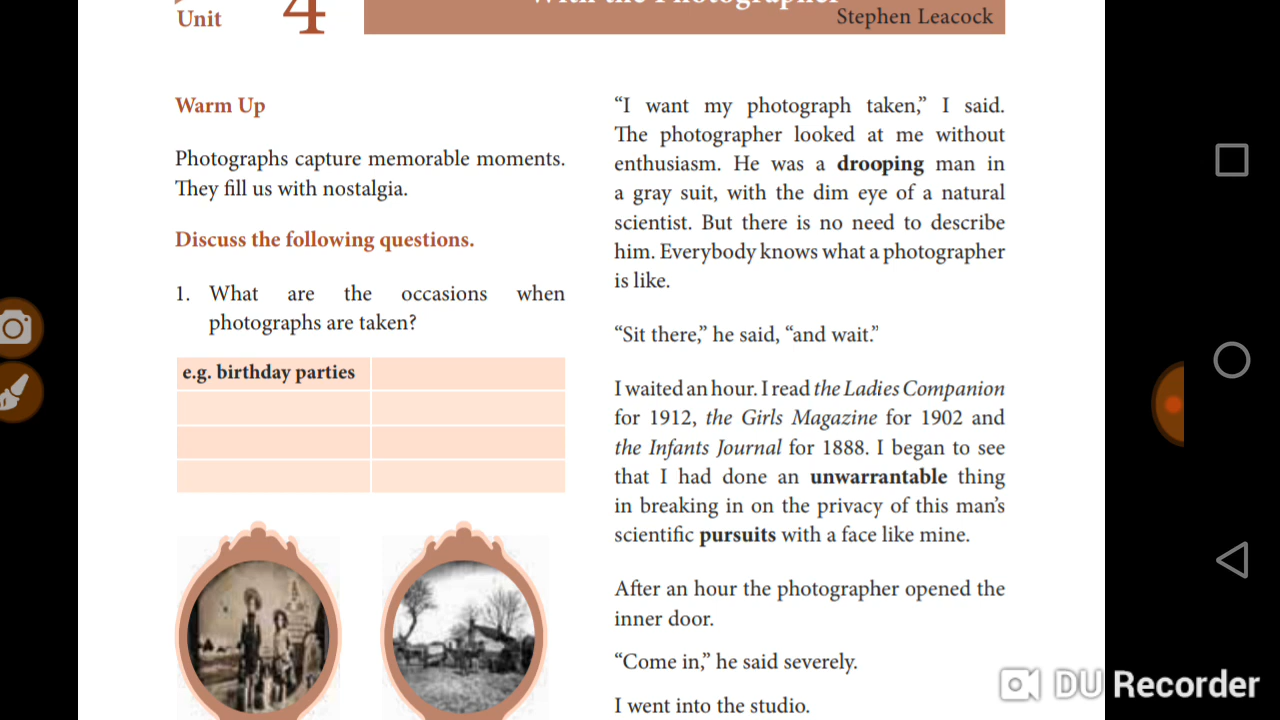 With the Photographer
Unit 4
Stephen Leacock
Warm Up
Photographs capture memorable moments.
They fill us with nostalgia.
Discuss the following questions.
1. What are the occasions when
photographs are taken?
e.g. birthday parties
“I want my photograph taken,” I said.
The photographer looked at me without
enthusiasm. He was a drooping man in
a gray suit, with the dim eye of a natural
scientist. But there is no need to describe
him. Everybody knows what a photographer
is like.
“Sit there,” he said, “and wait.”
I waited an hour. I read the Ladies Companion
for 1912, the Girls Magazine for 1902 and
the Infants Journal for 1888. I began to see
that I had done an unwarrantable thing
in breaking in on the privacy of this man’s
scientific pursuits with a face like mine.
After an hour the photographer opened the
inner door.
“Come in,” he said severely.
I went into the studio.
DU Recorder